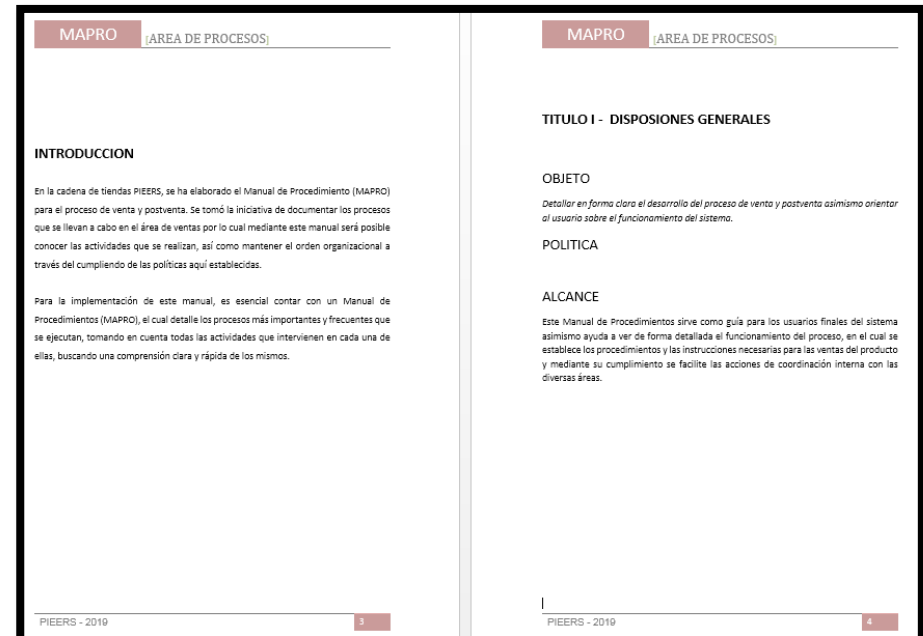 MAPRO [AREA DE PROCESOS]
INTRODUCCION
En la cadena de tiendas PIEERS, se ha elaborado el Manual de Procedimiento (MAPRO)
para el proceso de venta y postventa. Se tomó la iniciativa de documentar los procesos
que se llevan a cabo en el área de ventas por lo cual mediante este manual será posible
conocer las actividades que se realizan, así como mantener el orden organizacional a
través del cumpliendo de las políticas aquí establecidas.
Para la implementación de este manual, es esencial contar con un Manual de
Procedimientos (MAPRO), el cual detalle los procesos más importantes y frecuentes que
se ejecutan, tomando en cuenta todas las actividades que intervienen en cada una de
ellas, buscando una comprensión clara y rápida de los mismos.
PIEERS - 2019 3
MAPRO [AREA DE PROCESOS]
TITULO I - DISPOSIONES GENERALES
OBJETO
Detallar en forma clara el desarrollo del proceso de venta y postventa asimismo orientar
al usuario sobre el funcionamiento del sistema.
POLITICA
ALCANCE
Este Manual de Procedimientos sirve como guía para los usuarios finales del sistema
asimismo ayuda a ver de forma detallada el funcionamiento del proceso, en el cual se
establece los procedimientos y las instrucciones necesarias para las ventas del producto
y mediante su cumplimiento se facilite las acciones de coordinación interna con las
diversas áreas.
PIEERS - 2019 4